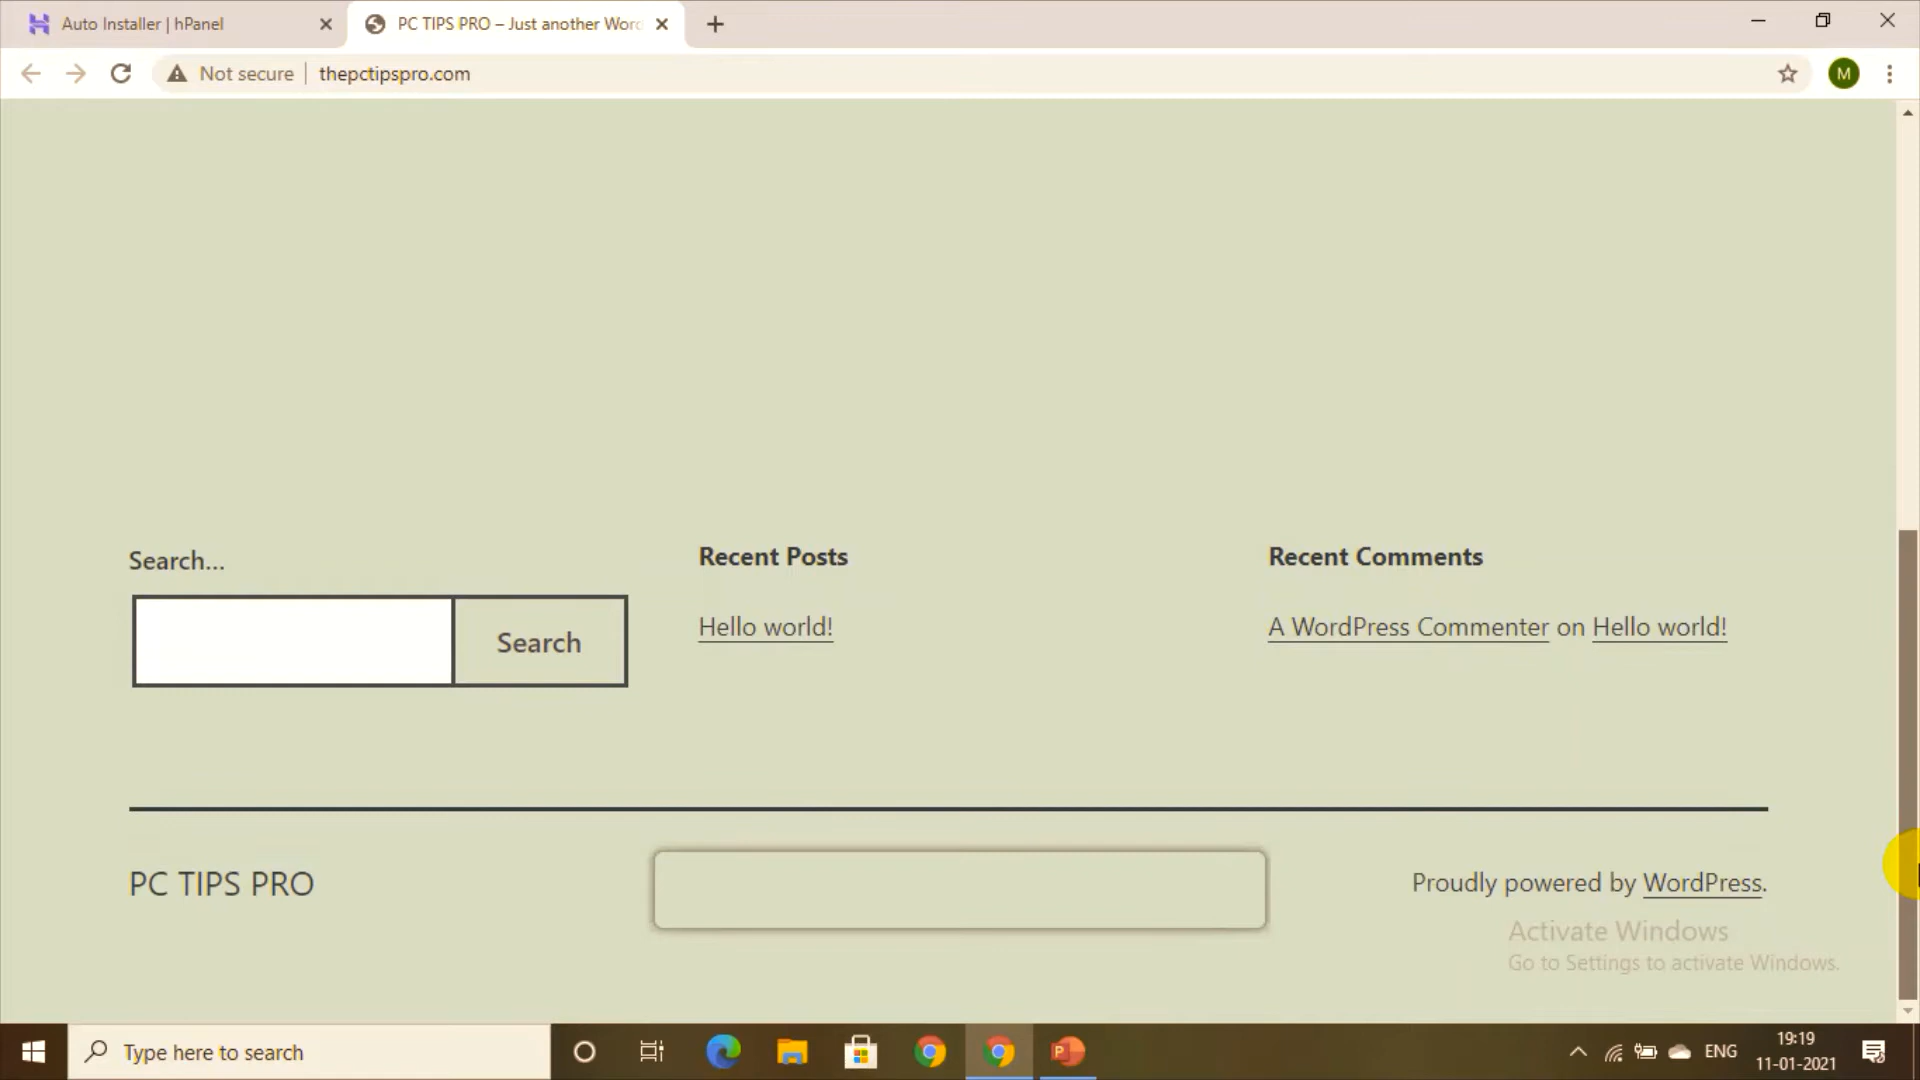 Auto Installer | hPanel
PC TIPS PRO – Just another Word
Not secure
thepctipspro.com
Search...
Search
Recent Posts
Hello world!
Recent Comments
A WordPress Commenter on Hello world!
PC TIPS PRO
Proudly powered by WordPress.
Activate Windows
Go to Settings to activate Windows.
M
Type here to search
ENG
19:19
11-01-2021